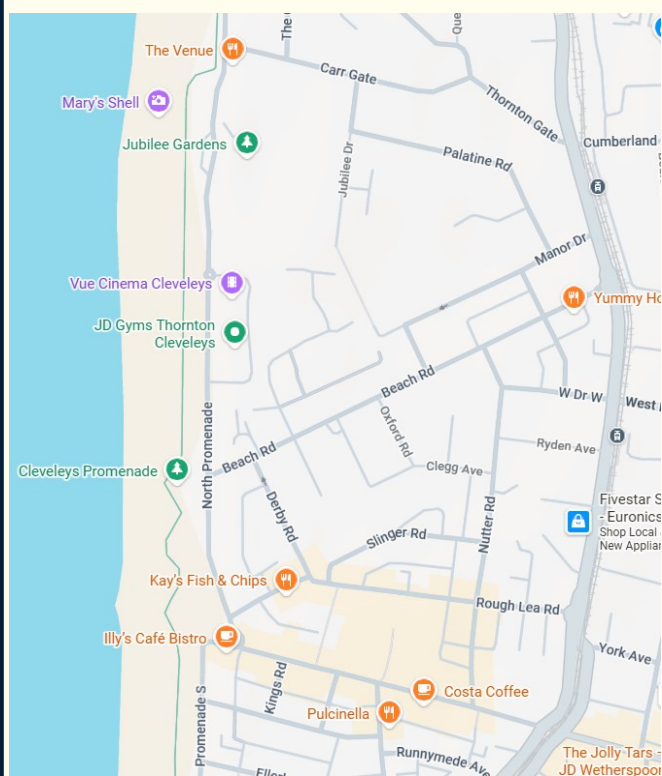 The Venue
The G
Que
Carr Gate
Mary's Shell
Thornton Gate
Jubilee Gardens
Cumberland
Palatine Rd
Jubilee Dr
Manor Dr
Vue Cinema Cleveleys
Yummy Ho
JD Gyms Thornton
Cleveleys
Beach Rd
W Dr W
West
North Promenade
Oxford Rd
Ryden Ave
Beach Rd
Clegg Ave
Cleveleys Promenade
Nutter Rd
Fivestar S
- Euronics
Shop Local
New Applian
Derby Rd
Slinger Rd
Kay's Fish & Chips
Rough Lea Rd
Illy's Café Bistro
York Ave
Kings Rd
Costa Coffee
Promenade S
Pulcinella
Runnymede Ave
The Jolly Tars -
JD Wetherspoo